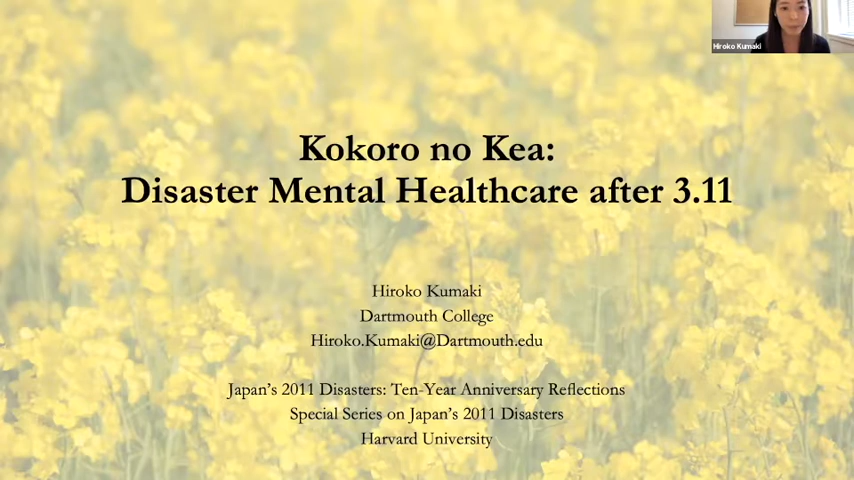 Hiroko Kumaki
Kokoro no Kea:
Disaster Mental Healthcare after 3.11
Hiroko Kumaki
Dartmouth College
Hiroko.Kumaki@Dartmouth.edu
Japan's 2011 Disasters: Ten-Year Anniversary Reflections
Special Series on Japan's 2011 Disasters
Harvard University